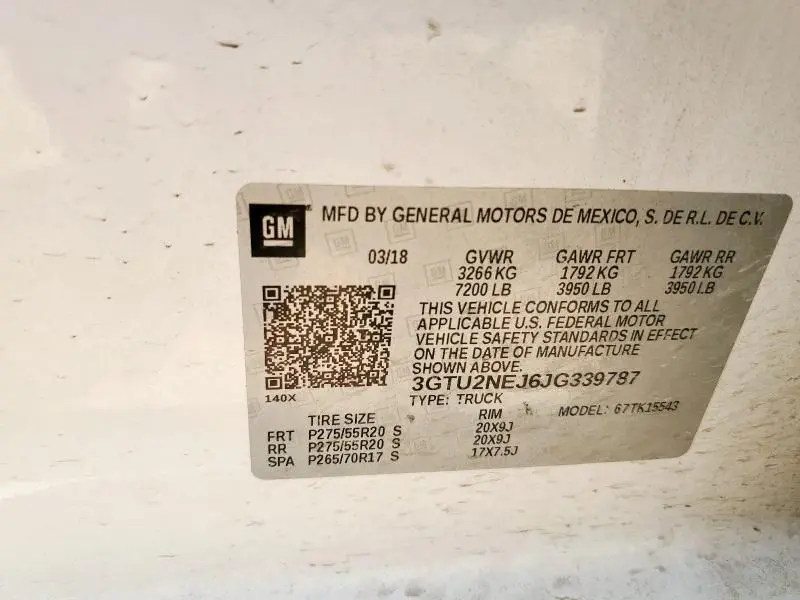 GM MFD BY GENERAL MOTORS DE MEXICO, S. DE R.L. DE C.V.
03/18 GVWR GAWR FRT GAWR RR
3266 KG 1792 KG 1792 KG
7200 LB 3950 LB 3950 LB
THIS VEHICLE CONFORMS TO ALL
APPLICABLE U.S. FEDERAL MOTOR
VEHICLE SAFETY STANDARDS IN EFFECT
ON THE DATE OF MANUFACTURE
SHOWN ABOVE.
3GTU2NEJ6JG339787
140X TYPE: TRUCK
TIRE SIZE RIM MODEL: 67TK15543
FRT P275/55R20 S 20X9J
RR P275/55R20 S 20X9J
SPA P265/70R17 S 17X7.5J